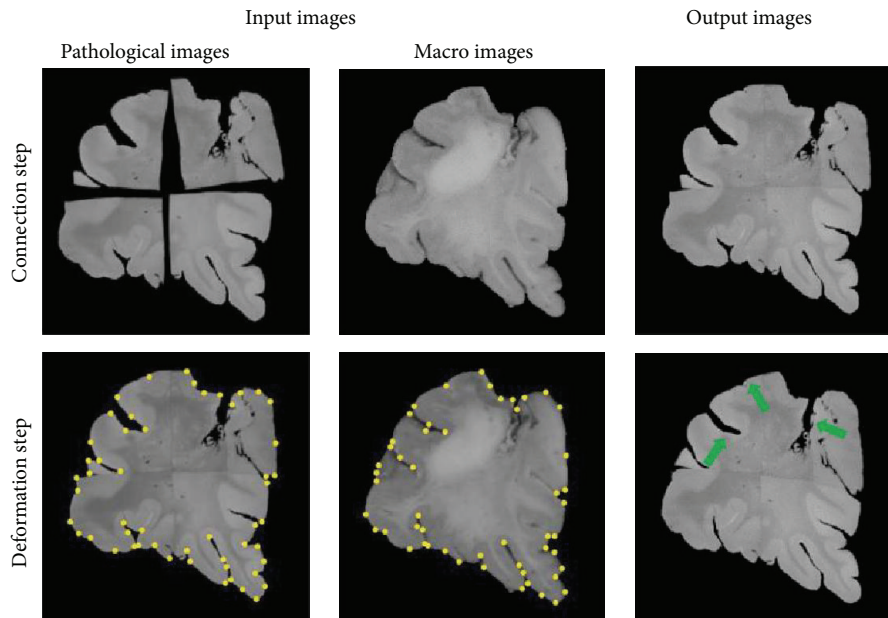 Input images
Output images
Pathological images
Macro images
Connection step
Deformation step